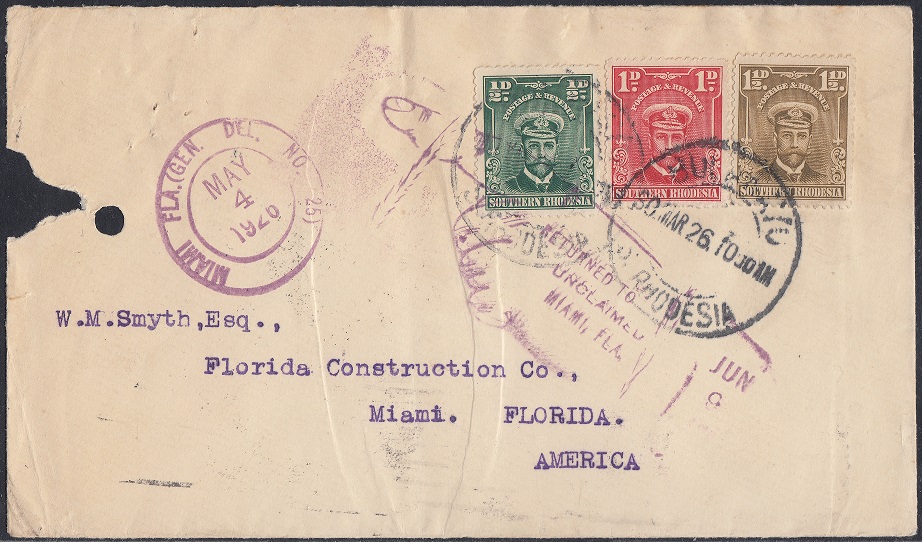 ½D. ½D.
POSTAGE & REVENUE
SOUTHERN RHODESIA
1D. 1D.
POSTAGE & REVENUE
SOUTHERN RHODESIA
1½D. 1½D.
POSTAGE & REVENUE
SOUTHERN RHODESIA
MIAMI FLA. (GEN. DEL. NO. 25)
MAY
4
1926
30 MAR 26. 10
RHODESIA
RETURNED TO
UNCLAIMED
MIAMI, FLA.
JUN
W.M.Smyth,Esq.,
Florida Construction Co.,
Miami. FLORIDA.
AMERICA